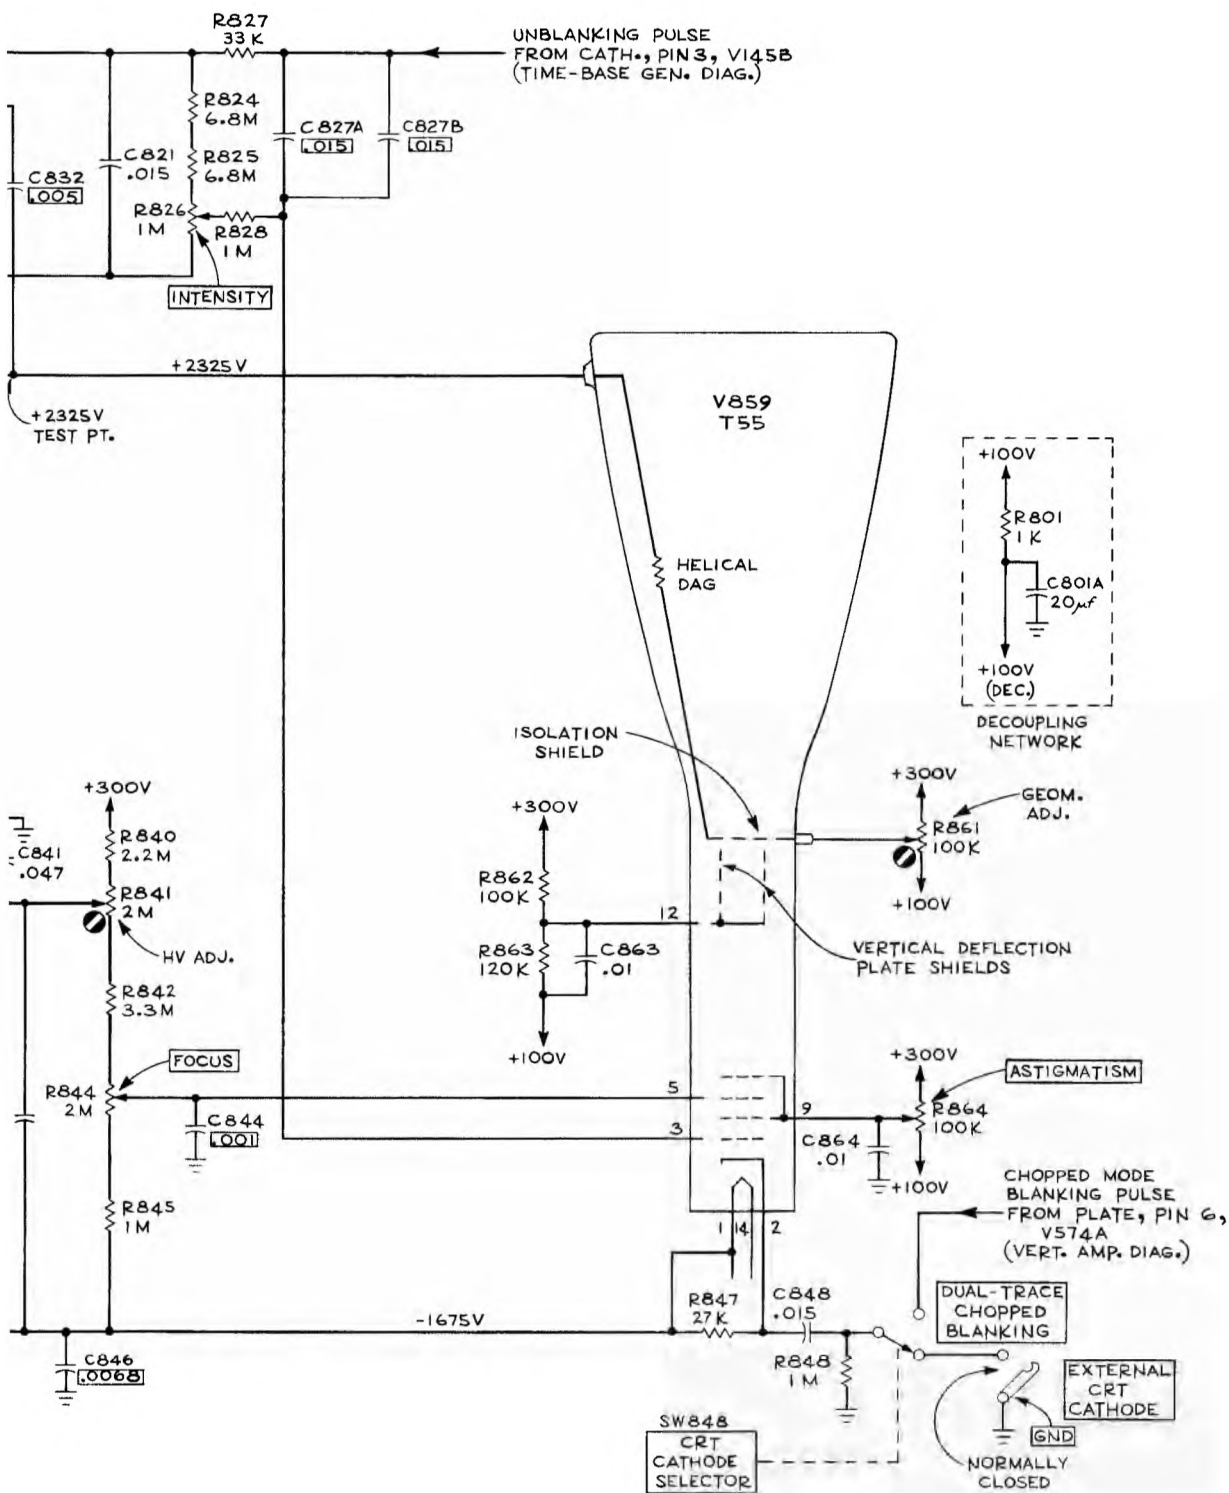 R827
33 K
UNBLANKING PULSE
FROM CATH., PIN 3, V145B
(TIME-BASE GEN. DIAG.)
R824
6.8M
C827A
.015
C827B
.015
C821
.015
R825
6.8M
C832
.005
R826
1M
R828
1M
INTENSITY
+2325V
+2325V
TEST PT.
V859
T55
+100V
R801
1K
C801A
20μf
+100V
(DEC.)
DECOUPLING
NETWORK
HELICAL
DAG
ISOLATION
SHIELD
+300V
+300V
+300V
GEOM.
ADJ.
R840
2.2M
C841
.047
R841
2M
HV ADJ.
R861
100K
+100V
R862
100K
12
R863
120K
C863
.01
VERTICAL DEFLECTION
PLATE SHIELDS
R842
3.3M
+100V
+300V
FOCUS
ASTIGMATISM
R844
2M
5
9
R864
100K
C844
.001
3
C864
.01
+100V
CHOPPED MODE
BLANKING PULSE
FROM PLATE, PIN 6,
V574A
(VERT. AMP. DIAG.)
R845
1M
1
14
2
-1675V
R847
27K
C848
.015
DUAL-TRACE
CHOPPED
BLANKING
C846
.0068
R848
1M
EXTERNAL
CRT
CATHODE
GND
SW848
CRT
CATHODE
SELECTOR
NORMALLY
CLOSED